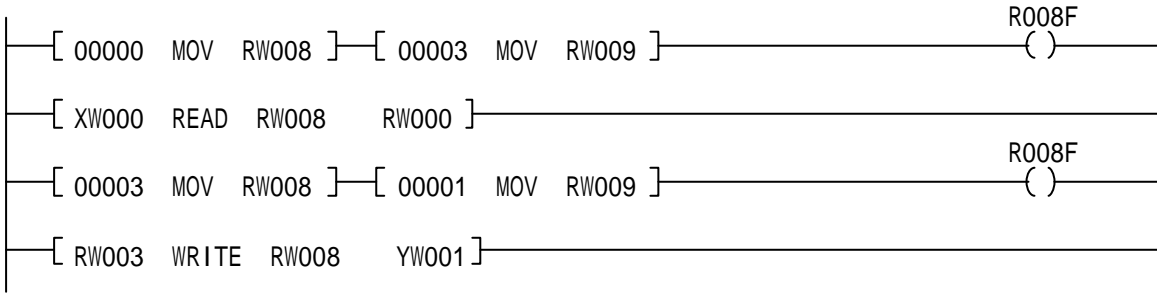 R008F
00000 MOV RW008 00003 MOV RW009
XW000 READ RW008 RW000
R008F
00003 MOV RW008 00001 MOV RW009
RW003 WRITE RW008 YW001